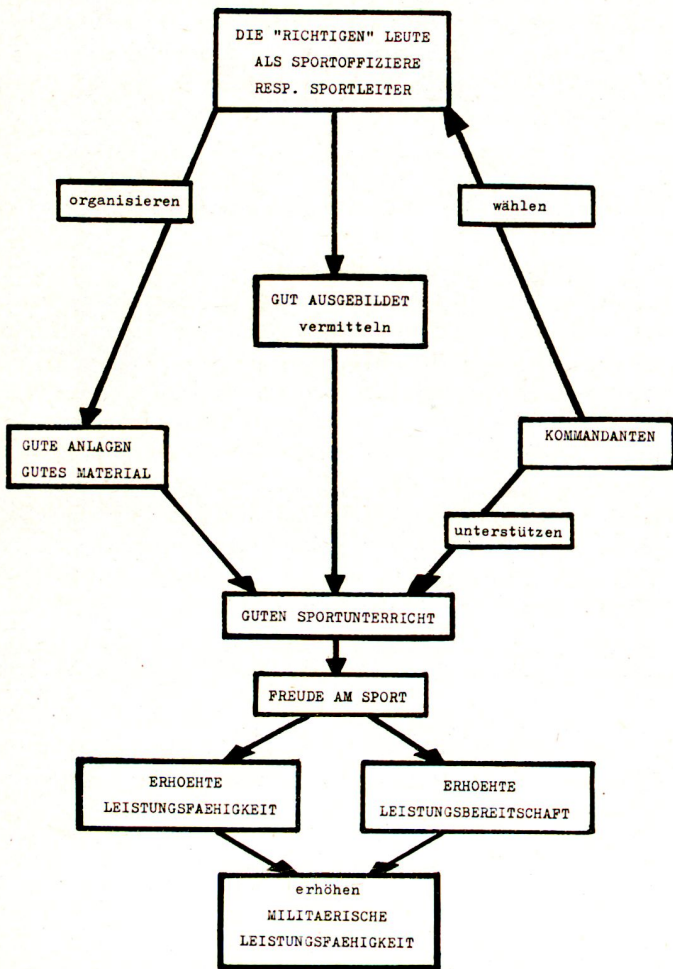 DIE "RICHTIGEN" LEUTE
ALS SPORTOFFIZIERE
RESP. SPORTLEITER
organisieren
wählen
GUT AUSGEBILDET
vermitteln
GUTE ANLAGEN
GUTES MATERIAL
KOMMANDANTEN
unterstützen
GUTEN SPORTUNTERRICHT
FREUDE AM SPORT
ERHOEHTE
LEISTUNGSFAEHIGKEIT
ERHOEHTE
LEISTUNGSBEREITSCHAFT
erhöhen
MILITAERISCHE
LEISTUNGSFAEHIGKEIT